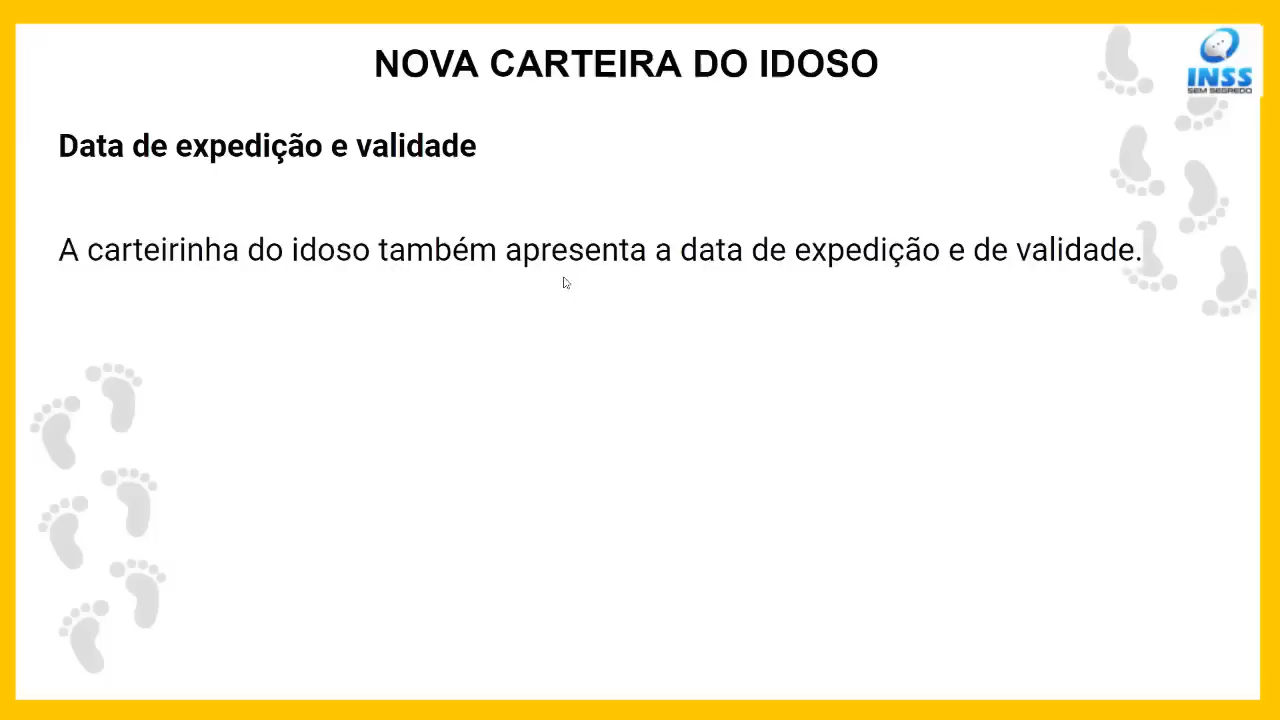 NOVA CARTEIRA DO IDOSO
INSS
SEM SEGREDO
Data de expedição e validade
A carteirinha do idoso também apresenta a data de expedição e de validade.